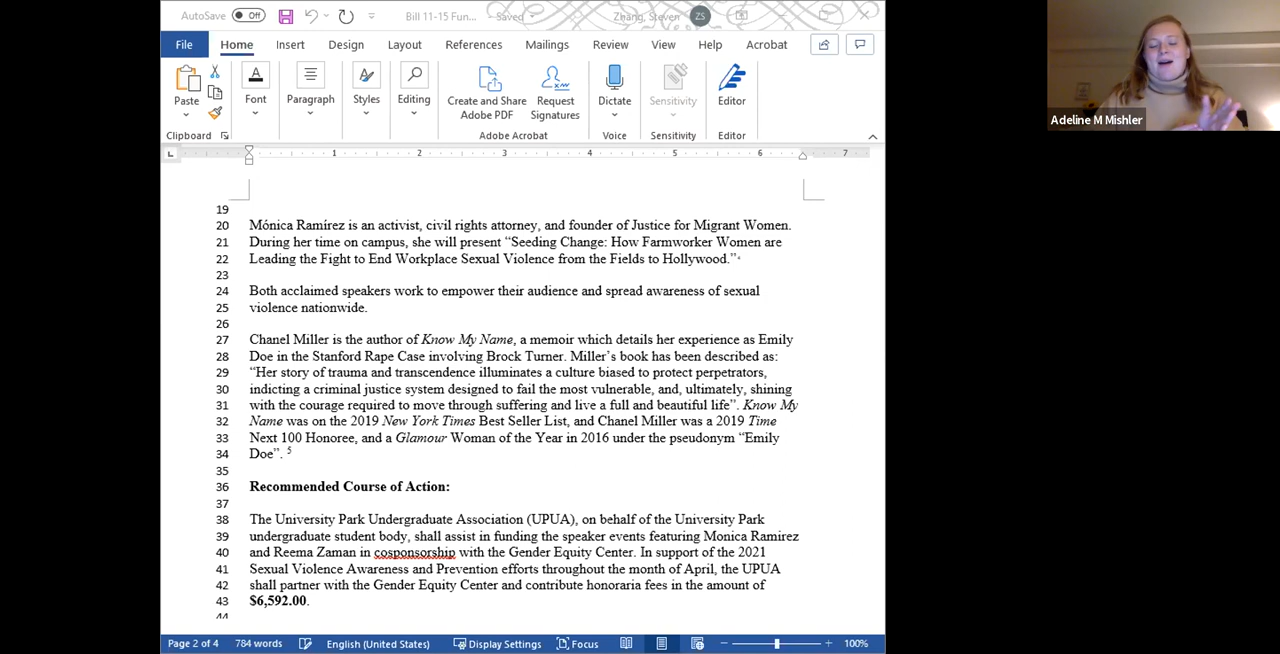 AutoSave Off Bill 11-15 Fun... - Saved Zhang, Steven ZS
File Home Insert Design Layout References Mailings Review View Help Acrobat
Paste Font Paragraph Styles Editing Create and Share Adobe PDF Request Signatures Dictate Sensitivity Editor
Clipboard Adobe Acrobat Voice Sensitivity Editor
Adeline M Mishler
L 1 2 3 4 5 6 7
19
20 Mónica Ramírez is an activist, civil rights attorney, and founder of Justice for Migrant Women.
21 During her time on campus, she will present “Seeding Change: How Farmworker Women are
22 Leading the Fight to End Workplace Sexual Violence from the Fields to Hollywood.”
23
24 Both acclaimed speakers work to empower their audience and spread awareness of sexual
25 violence nationwide.
26
27 Chanel Miller is the author of Know My Name, a memoir which details her experience as Emily
28 Doe in the Stanford Rape Case involving Brock Turner. Miller’s book has been described as:
29 “Her story of trauma and transcendence illuminates a culture biased to protect perpetrators,
30 indicting a criminal justice system designed to fail the most vulnerable, and, ultimately, shining
31 with the courage required to move through suffering and live a full and beautiful life”. Know My
32 Name was on the 2019 New York Times Best Seller List, and Chanel Miller was a 2019 Time
33 Next 100 Honoree, and a Glamour Woman of the Year in 2016 under the pseudonym “Emily
34 Doe”. 5
35
36 Recommended Course of Action:
37
38 The University Park Undergraduate Association (UPUA), on behalf of the University Park
39 undergraduate student body, shall assist in funding the speaker events featuring Monica Ramirez
40 and Reema Zaman in cosponsorship with the Gender Equity Center. In support of the 2021
41 Sexual Violence Awareness and Prevention efforts throughout the month of April, the UPUA
42 shall partner with the Gender Equity Center and contribute honoraria fees in the amount of
43 $6,592.00.
44
Page 2 of 4 784 words English (United States) Display Settings Focus 100%